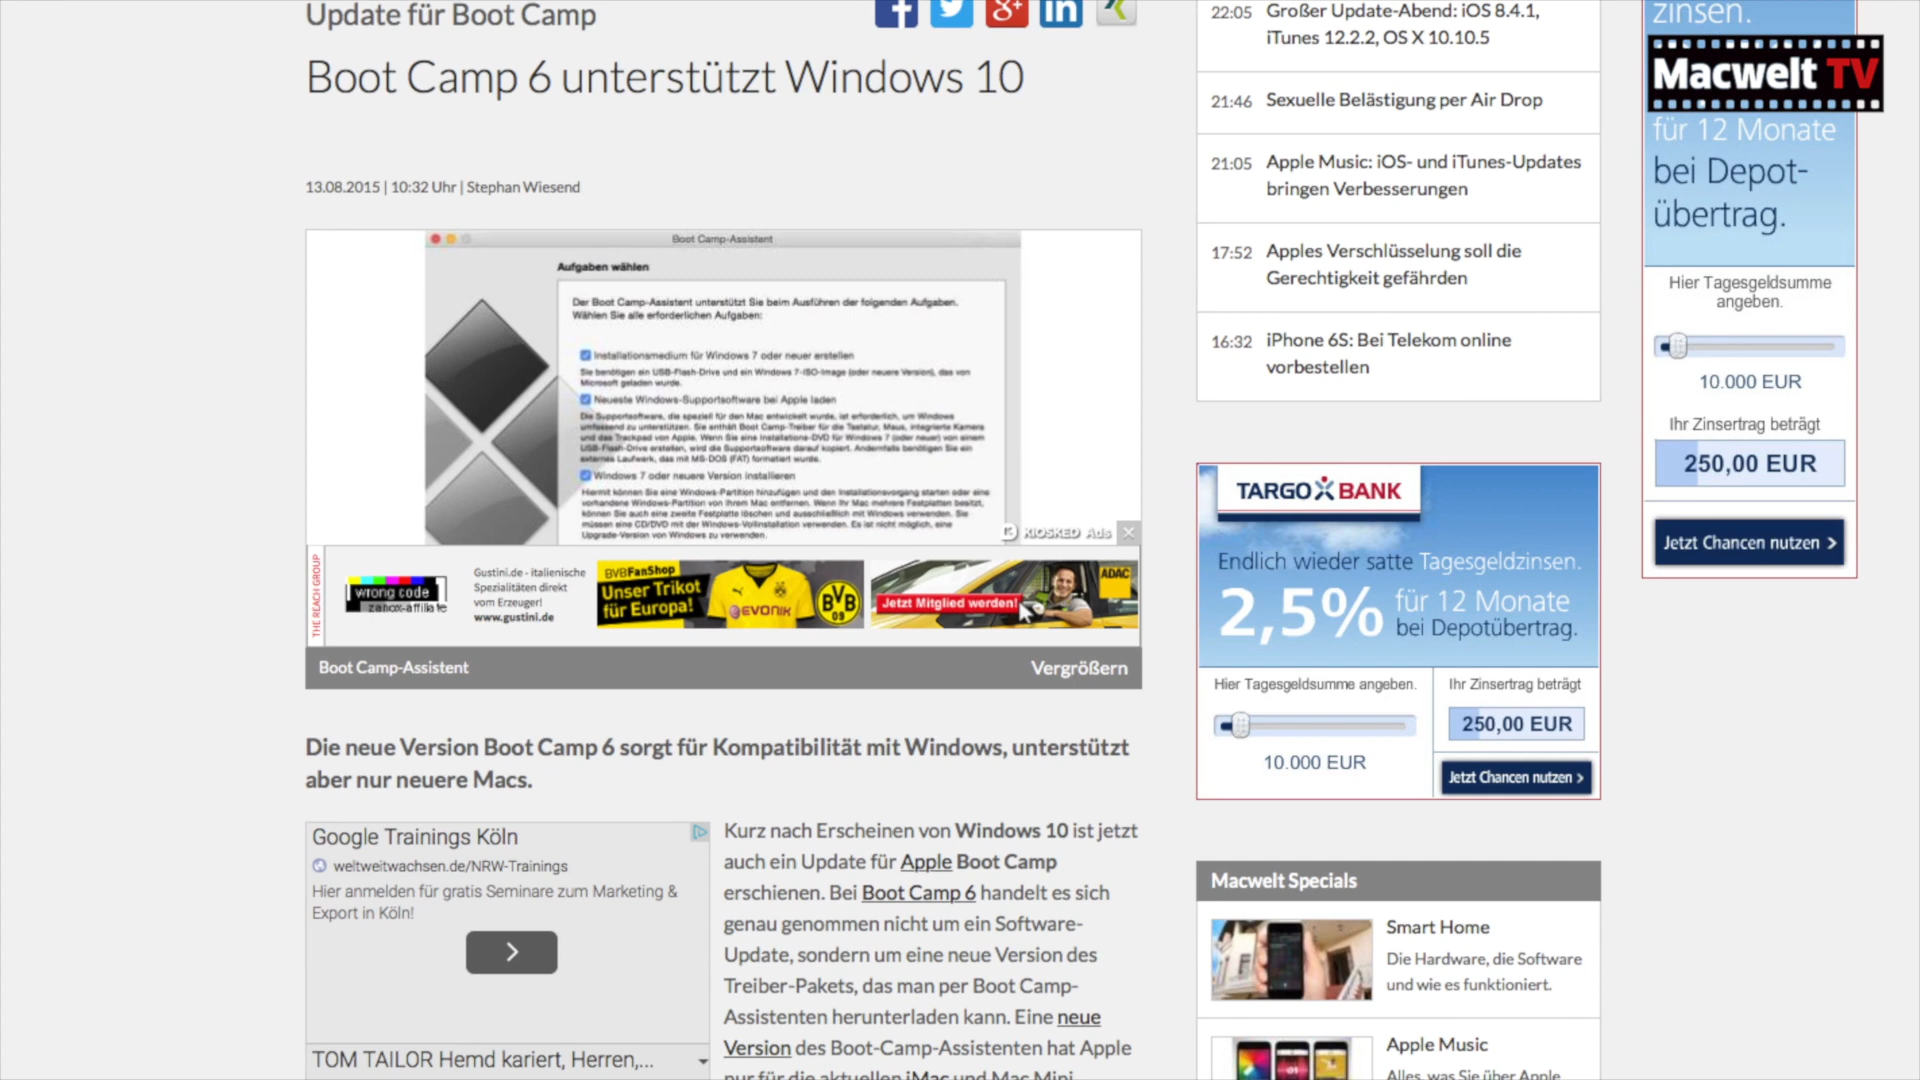 Update für Boot Camp
Boot Camp 6 unterstützt Windows 10
13.08.2015 | 10:32 Uhr | Stephan Wiesend
Boot Camp-Assistent
Aufgaben wählen
Der Boot Camp-Assistent unterstützt Sie beim Ausführen der folgenden Aufgaben.
Wählen Sie alle erforderlichen Aufgaben:
Installationsmedium für Windows 7 oder neuer erstellen
Sie benötigen ein USB-Flash-Drive und ein Windows 7-ISO-Image (oder neuere Version), das von
Microsoft geladen wurde.
Neueste Windows-Supportsoftware bei Apple laden
Die Supportsoftware, die speziell für den Mac entwickelt wurde, ist erforderlich, um Windows
umfassend zu unterstützen. Sie enthält Boot Camp-Treiber für die Tastatur, Maus, integrierte Kamera
und das Trackpad von Apple. Wenn Sie eine Installations-DVD für Windows 7 (oder neuer) von einem
USB-Flash-Drive erstellen, wird die Supportsoftware darauf kopiert. Andernfalls benötigen Sie ein
externes Laufwerk, das mit MS-DOS (FAT) formatiert wurde.
Windows 7 oder neuere Version installieren
Hiermit können Sie eine Windows-Partition hinzufügen und den Installationsvorgang starten oder eine
vorhandene Windows-Partition von Ihrem Mac entfernen. Wenn Ihr Mac mehrere Festplatten besitzt,
können Sie auch eine zweite Festplatte löschen und ausschließlich mit Windows verwenden. Sie
müssen eine CD/DVD mit der Windows-Vollinstallation verwenden. Es ist nicht möglich, eine
Upgrade-Version von Windows zu verwenden.
KIOSKED Ads
THE REACH GROUP
wrong code
zanox-affiliate
Gustini.de - italienische
Spezialitäten direkt
vom Erzeuger!
www.gustini.de
BVB FanShop
Unser Trikot
für Europa!
EVONIK
BVB
09
Jetzt Mitglied werden!
ADAC
Boot Camp-Assistent
Vergrößern
Die neue Version Boot Camp 6 sorgt für Kompatibilität mit Windows, unterstützt
aber nur neuere Macs.
Google Trainings Köln
weltweitwachsen.de/NRW-Trainings
Hier anmelden für gratis Seminare zum Marketing &
Export in Köln!
TOM TAILOR Hemd kariert, Herren,...
Kurz nach Erscheinen von Windows 10 ist jetzt
auch ein Update für Apple Boot Camp
erschienen. Bei Boot Camp 6 handelt es sich
genau genommen nicht um ein Software-
Update, sondern um eine neue Version des
Treiber-Pakets, das man per Boot Camp-
Assistenten herunterladen kann. Eine neue
Version des Boot-Camp-Assistenten hat Apple
nur für die aktuellen iMac und Mac Mini
22:05 Großer Update-Abend: iOS 8.4.1,
iTunes 12.2.2, OS X 10.10.5
21:46 Sexuelle Belästigung per Air Drop
21:05 Apple Music: iOS- und iTunes-Updates
bringen Verbesserungen
17:52 Apples Verschlüsselung soll die
Gerechtigkeit gefährden
16:32 iPhone 6S: Bei Telekom online
vorbestellen
TARGO BANK
Endlich wieder satte Tagesgeldzinsen.
2,5% für 12 Monate
bei Depotübertrag.
Hier Tagesgeldsumme angeben.
10.000 EUR
Ihr Zinsertrag beträgt
250,00 EUR
Jetzt Chancen nutzen >
Macwelt Specials
Smart Home
Die Hardware, die Software
und wie es funktioniert.
Apple Music
Alles, was Sie über Apple
zinsen.
Macwelt TV
für 12 Monate
bei Depot-
übertrag.
Hier Tagesgeldsumme
angeben.
10.000 EUR
Ihr Zinsertrag beträgt
250,00 EUR
Jetzt Chancen nutzen >